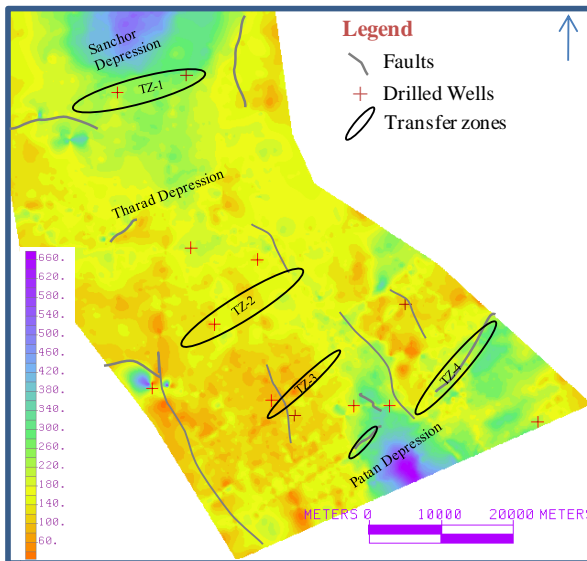 Sanchor
Depression
TZ-1
Legend
Faults
Drilled Wells
Transfer zones
Tharad Depression
TZ-2
TZ-3
TZ-4
Patan Depression
660.
620.
580.
540.
500.
460.
420.
380.
340.
300.
260.
220.
180.
140.
100.
60.
METERS 0 10000 20000 METERS